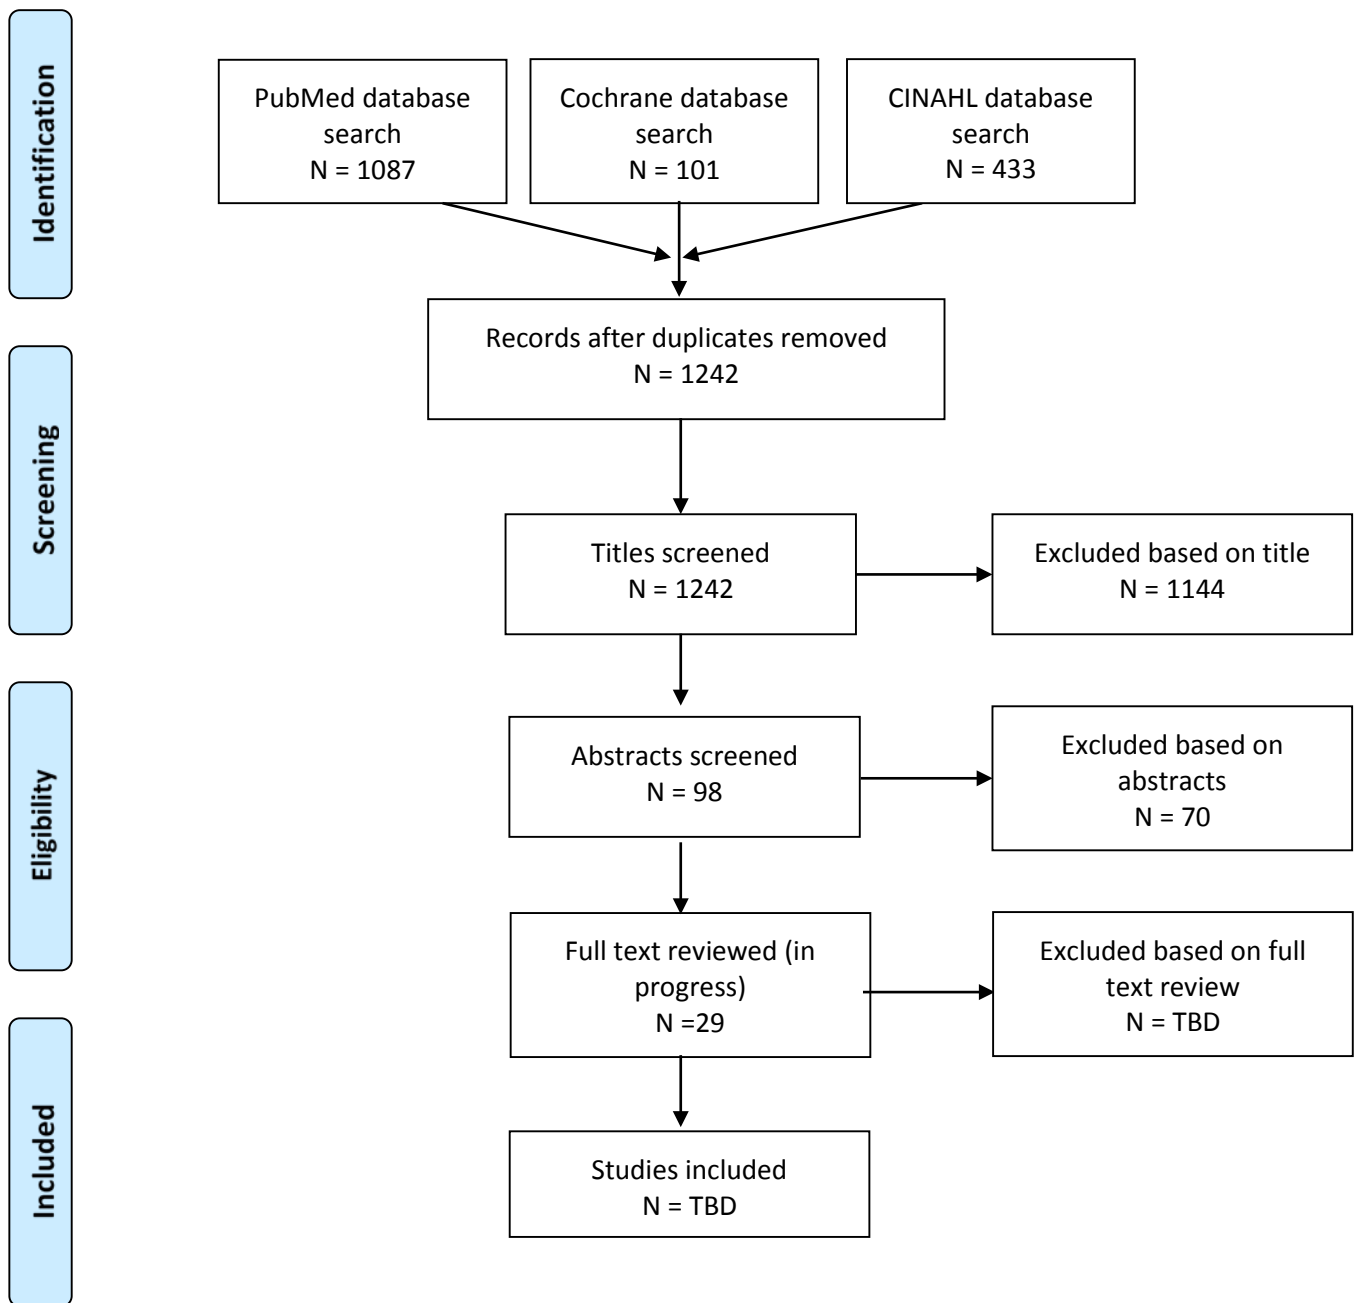 Identification
PubMed database
search
N = 1087
Cochrane database
search
N = 101
CINAHL database
search
N = 433
Records after duplicates removed
N = 1242
Screening
Titles screened
N = 1242
Excluded based on title
N = 1144
Eligibility
Abstracts screened
N = 98
Excluded based on
abstracts
N = 70
Full text reviewed (in
progress)
N =29
Excluded based on full
text review
N = TBD
Included
Studies included
N = TBD